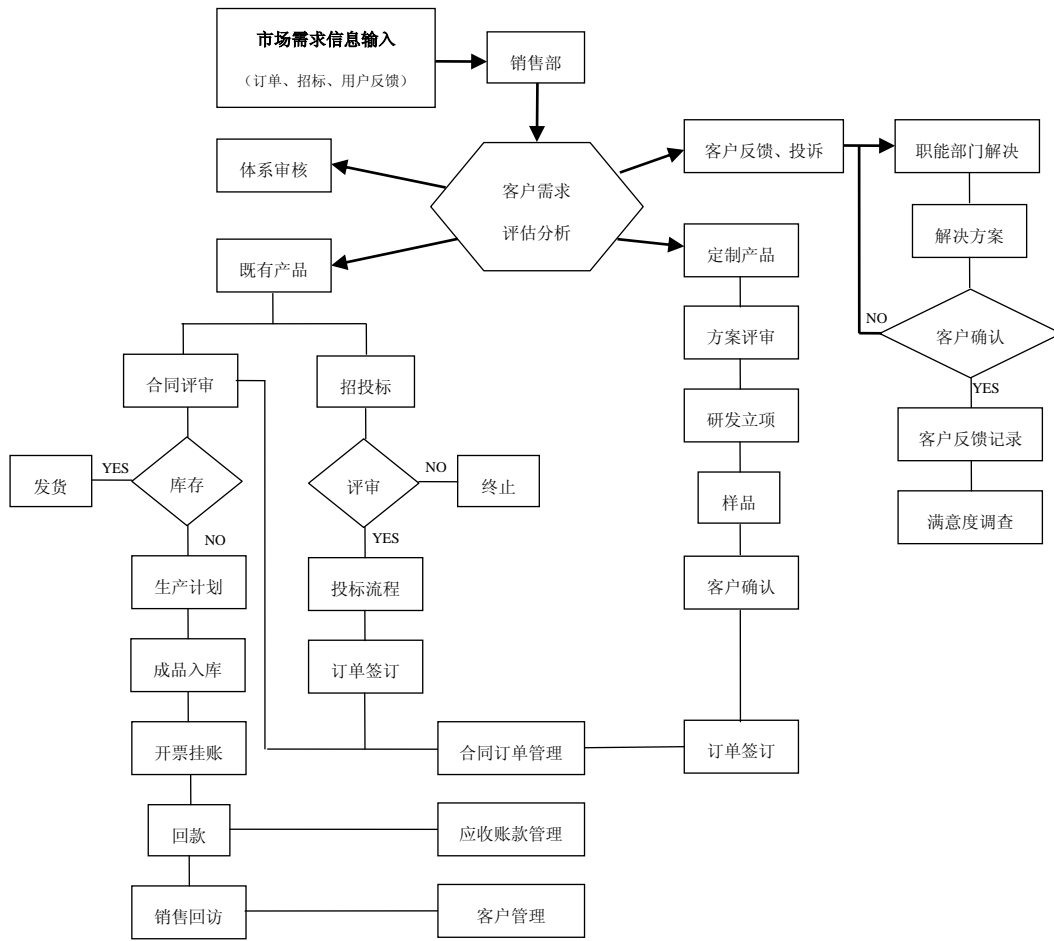 市场需求信息输入
（订单、招标、用户反馈）
销售部
体系审核
客户需求
评估分析
客户反馈、投诉
职能部门解决
解决方案
既有产品
定制产品
NO
客户确认
YES
方案评审
合同评审
招投标
研发立项
客户反馈记录
发货
YES
库存
NO
评审
NO
终止
YES
样品
满意度调查
生产计划
投标流程
客户确认
成品入库
订单签订
开票挂账
合同订单管理
订单签订
回款
应收账款管理
销售回访
客户管理